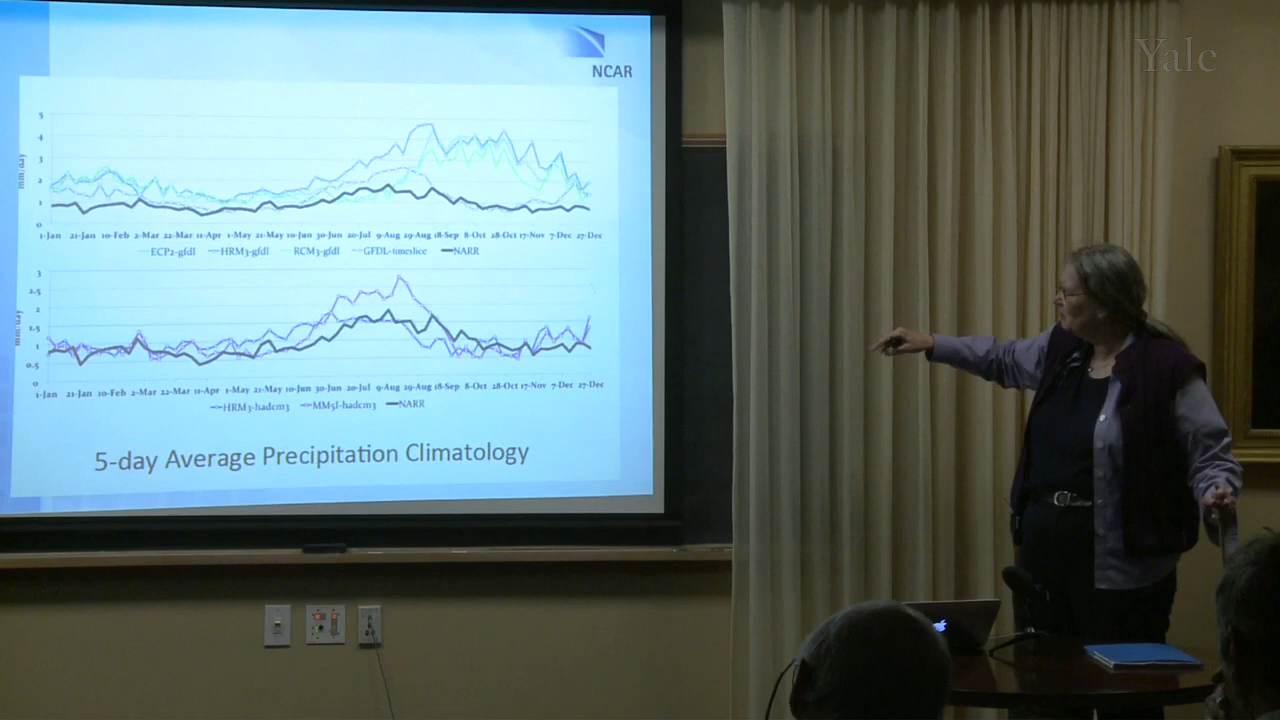 Yale
NCAR
5
4
3
2
1
0
mm/day
1-Jan 21-Jan 10-Feb 2-Mar 22-Mar 11-Apr 1-May 21-May 10-Jun 30-Jun 20-Jul 9-Aug 29-Aug 18-Sep 8-Oct 28-Oct 17-Nov 7-Dec 27-Dec
ECP2-gfdl HRM3-gfdl RCM3-gfdl GFDL-timeslice NARR
3
2.5
2
1.5
1
0.5
0
mm/day
1-Jan 21-Jan 10-Feb 2-Mar 22-Mar 11-Apr 1-May 21-May 10-Jun 30-Jun 20-Jul 9-Aug 29-Aug 18-Sep 8-Oct 28-Oct 17-Nov 7-Dec 27-Dec
HRM3-hadcm3 MM5I-hadcm3 NARR
5-day Average Precipitation Climatology